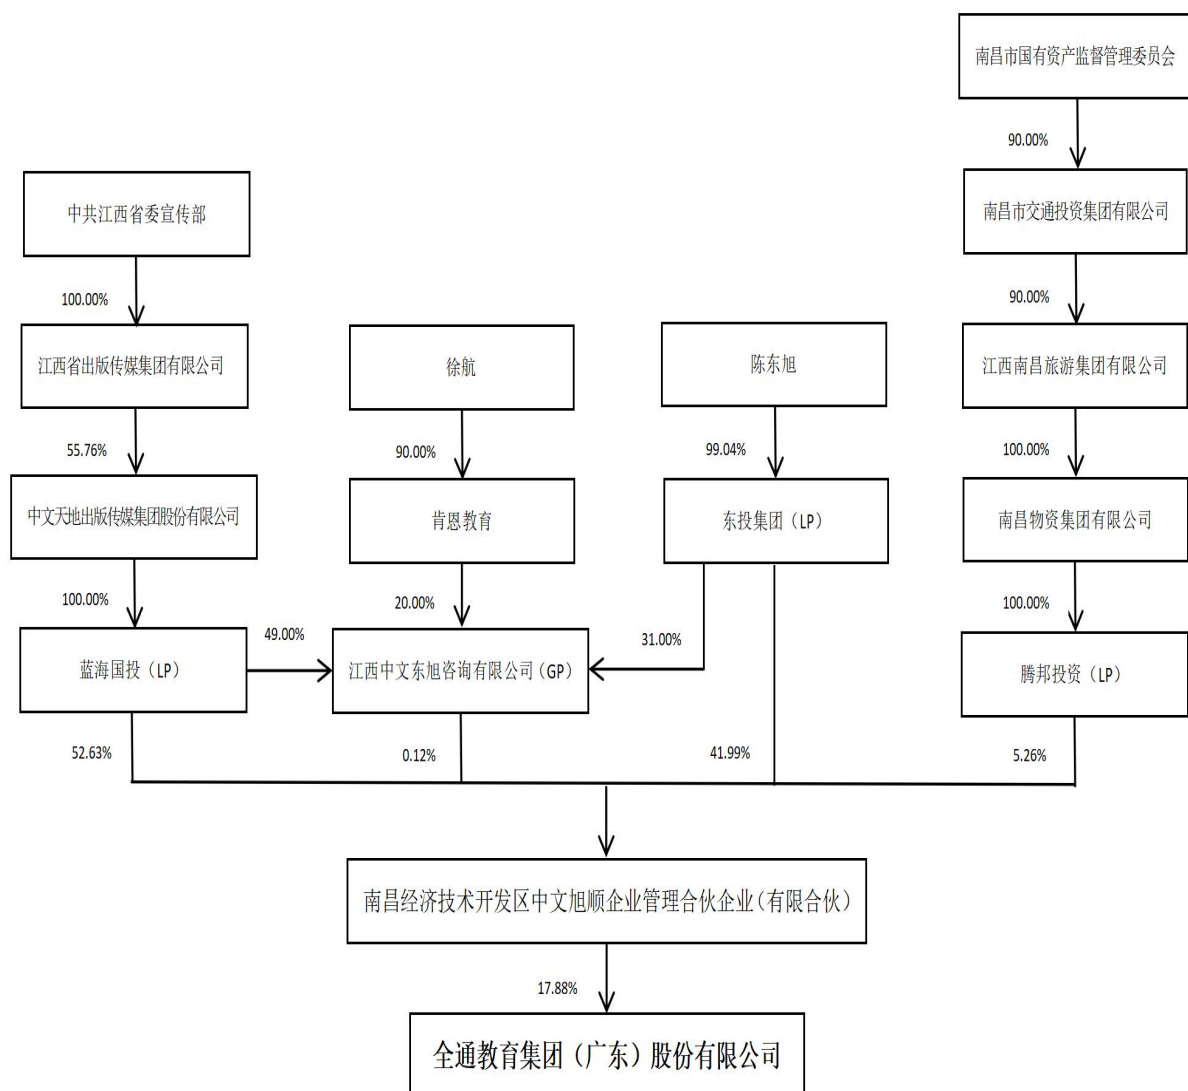 南昌市国有资产监督管理委员会
90.00%
中共江西省委宣传部
南昌市交通投资集团有限公司
100.00%
90.00%
江西省出版传媒集团有限公司
徐航
陈东旭
江西南昌旅游集团有限公司
55.76%
90.00%
99.04%
100.00%
中文天地出版传媒集团股份有限公司
肯恩教育
东投集团（LP）
南昌物资集团有限公司
100.00%
20.00%
100.00%
49.00%
31.00%
蓝海国投（LP）
江西中文东旭咨询有限公司（GP）
腾邦投资（LP）
52.63%
0.12%
41.99%
5.26%
南昌经济技术开发区中文旭顺企业管理合伙企业（有限合伙）
17.88%
全通教育集团（广东）股份有限公司